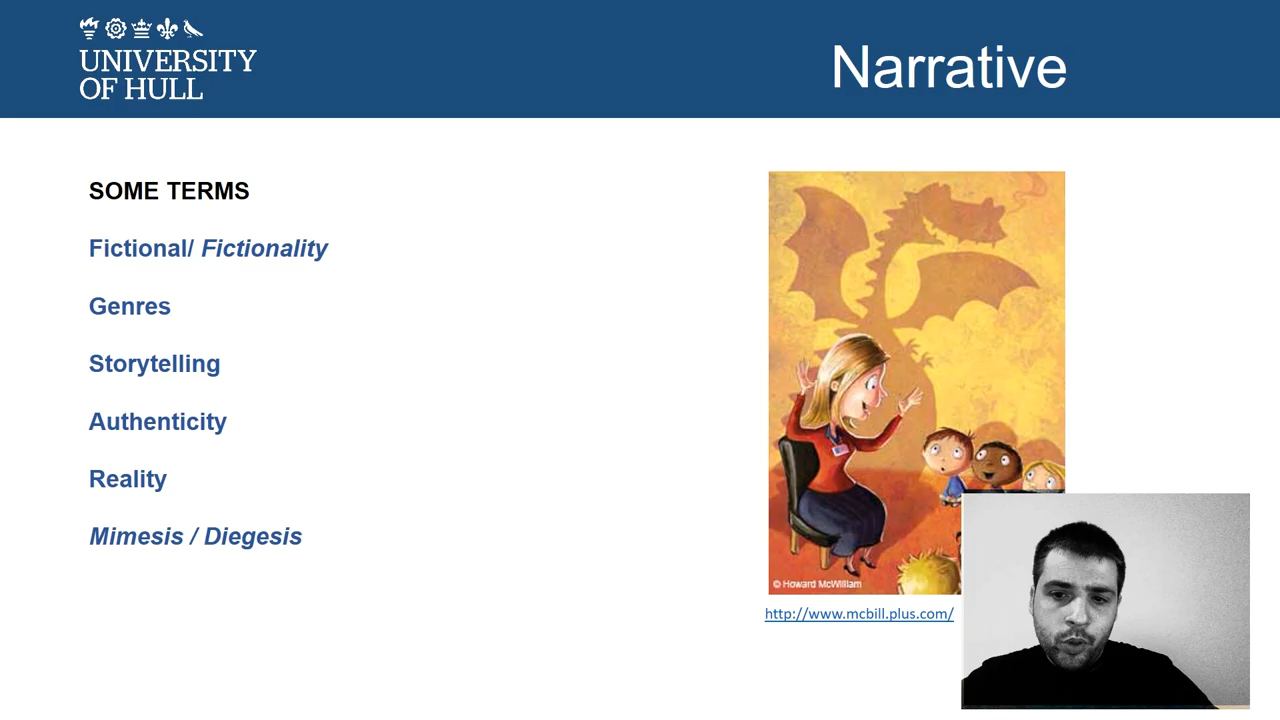 UNIVERSITY
OF HULL
Narrative
SOME TERMS
Fictional/ Fictionality
Genres
Storytelling
Authenticity
Reality
Mimesis / Diegesis
© Howard McWilliam
http://www.mcbill.plus.com/